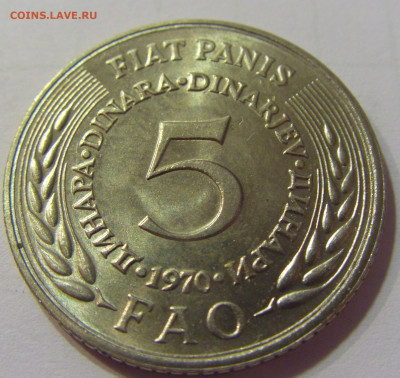 COINS.LAVE.RU
FIAT PANIS
ДИНАРА·DINARA·DINARJEV·ДИНАРИ
5
·1970·
FAO